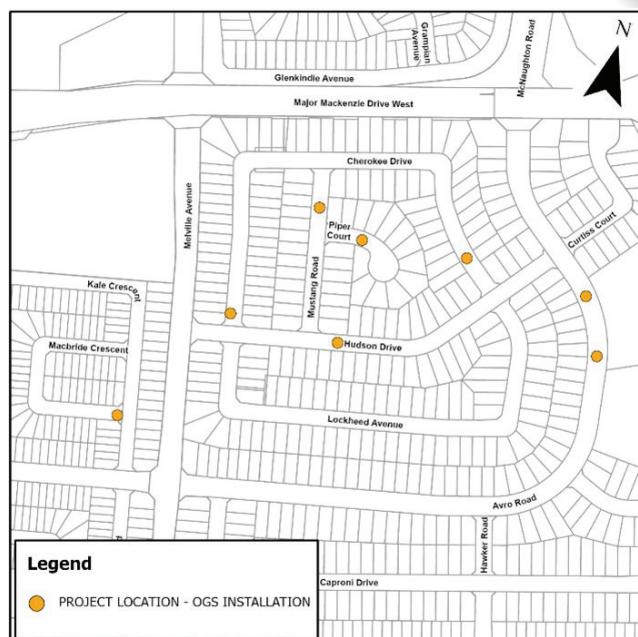 Grampian
Avenue
McNaughton Road
N
Glenkindie Avenue
Major Mackenzie Drive West
Cherokee Drive
Melville Avenue
Piper
Court
Curtiss Court
Mustang Road
Kale Crescent
Hudson Drive
Macbride Crescent
Lockheed Avenue
Avro Road
Hawker Road
Caproni Drive
Legend
PROJECT LOCATION - OGS INSTALLATION